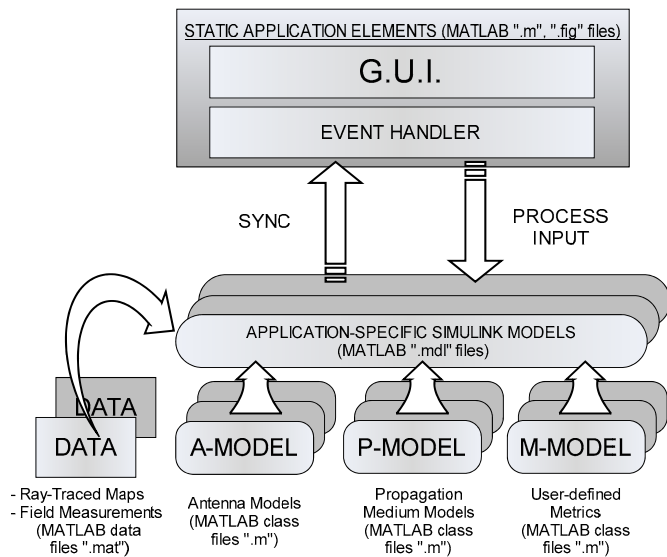 STATIC APPLICATION ELEMENTS (MATLAB ".m", ".fig" files)
G.U.I.
EVENT HANDLER
SYNC
PROCESS
INPUT
APPLICATION-SPECIFIC SIMULINK MODELS
(MATLAB ".mdl" files)
DATA
DATA
A-MODEL
P-MODEL
M-MODEL
- Ray-Traced Maps
- Field Measurements
(MATLAB data
files ".mat")
Antenna Models
(MATLAB class
files ".m")
Propagation
Medium Models
(MATLAB class
files ".m")
User-defined
Metrics
(MATLAB class
files ".m")